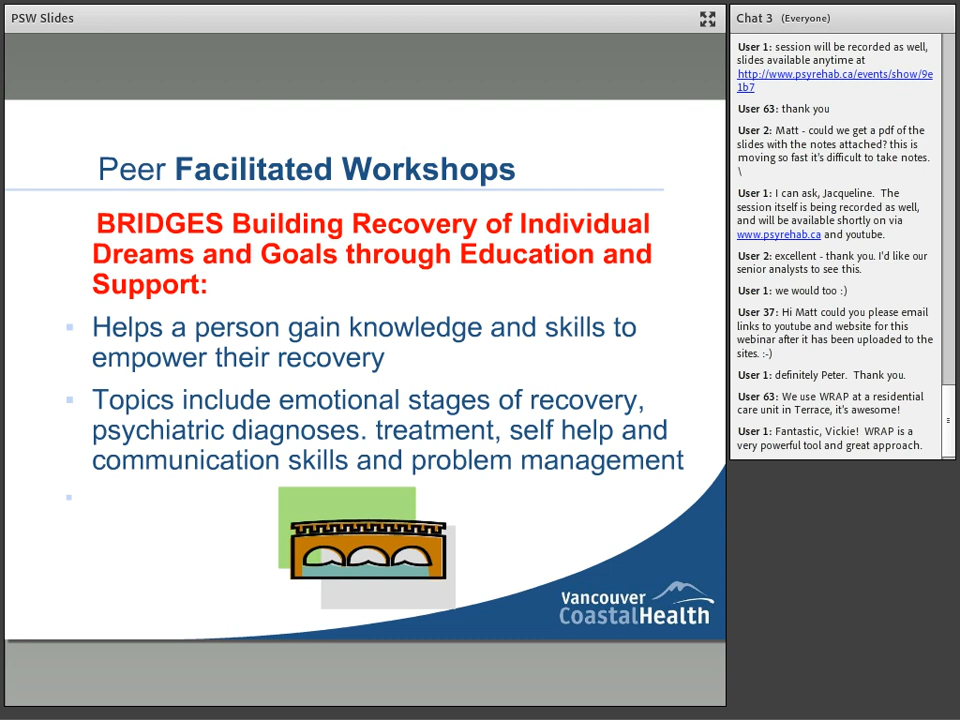 PSW Slides
Peer Facilitated Workshops
BRIDGES Building Recovery of Individual
Dreams and Goals through Education and
Support:
Helps a person gain knowledge and skills to
empower their recovery
Topics include emotional stages of recovery,
psychiatric diagnoses. treatment, self help and
communication skills and problem management
Vancouver
CoastalHealth
Chat 3 (Everyone)
User 1: session will be recorded as well,
slides available anytime at
http://www.psyrehab.ca/events/show/9e
1b7
User 63: thank you
User 2: Matt - could we get a pdf of the
slides with the notes attached? this is
moving so fast it's difficult to take notes.
\
User 1: I can ask, Jacqueline. The
session itself is being recorded as well,
and will be available shortly on via
www.psyrehab.ca and youtube.
User 2: excellent - thank you. I'd like our
senior analysts to see this.
User 1: we would too :)
User 37: Hi Matt could you please email
links to youtube and website for this
webinar after it has been uploaded to the
sites. :-)
User 1: definitely Peter. Thank you.
User 63: We use WRAP at a residential
care unit in Terrace, it's awesome!
User 1: Fantastic, Vickie! WRAP is a
very powerful tool and great approach.